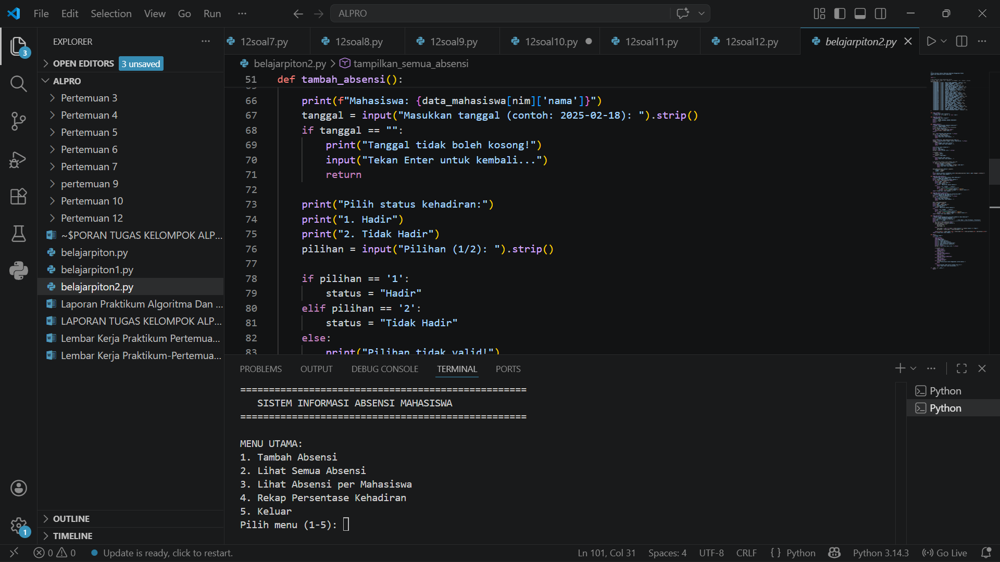 File Edit Selection View Go Run ...
ALPRO
EXPLORER
OPEN EDITORS 3 unsaved
ALPRO
Pertemuan 3
Pertemuan 4
Pertemuan 5
Pertemuan 6
Pertemuan 7
pertemuan 9
Pertemuan 10
Pertemuan 12
~$PORAN TUGAS KELOMPOK ALP...
belajarpiton.py
belajarpiton1.py
belajarpiton2.py
Laporan Praktikum Algoritma Dan ...
LAPORAN TUGAS KELOMPOK ALP...
Lembar Kerja Praktikum Pertemua...
Lembar Kerja Praktikum-Pertemua...
OUTLINE
TIMELINE
3
1
12soal7.py 12soal8.py 12soal9.py 12soal10.py 12soal11.py 12soal12.py belajarpiton2.py
belajarpiton2.py > tampilkan_semua_absensi
51 def tambah_absensi():
66 print(f"Mahasiswa: {data_mahasiswa[nim]['nama']}")
67 tanggal = input("Masukkan tanggal (contoh: 2025-02-18): ").strip()
68 if tanggal == "":
69 print("Tanggal tidak boleh kosong!")
70 input("Tekan Enter untuk kembali...")
71 return
72
73 print("Pilih status kehadiran:")
74 print("1. Hadir")
75 print("2. Tidak Hadir")
76 pilihan = input("Pilihan (1/2): ").strip()
77
78 if pilihan == '1':
79 status = "Hadir"
80 elif pilihan == '2':
81 status = "Tidak Hadir"
82 else:
83 print("Pilihan tidak valid!")
PROBLEMS OUTPUT DEBUG CONSOLE TERMINAL PORTS
==================================================
SISTEM INFORMASI ABSENSI MAHASISWA
==================================================
MENU UTAMA:
1. Tambah Absensi
2. Lihat Semua Absensi
3. Lihat Absensi per Mahasiswa
4. Rekap Persentase Kehadiran
5. Keluar
Pilih menu (1-5):
Python
Python
0 0 Update is ready, click to restart. Ln 101, Col 31 Spaces: 4 UTF-8 CRLF { } Python Python 3.14.3 Go Live